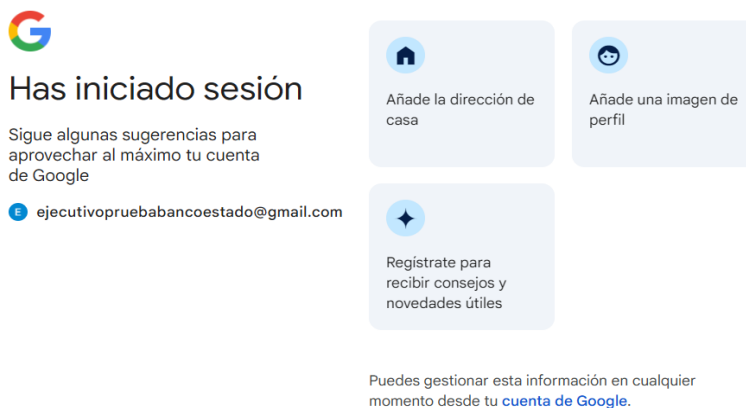 Has iniciado sesión
Sigue algunas sugerencias para
aprovechar al máximo tu cuenta
de Google
E ejecutivopruebabancoestado@gmail.com
Añade la dirección de
casa
Añade una imagen de
perfil
Regístrate para
recibir consejos y
novedades útiles
Puedes gestionar esta información en cualquier
momento desde tu cuenta de Google.